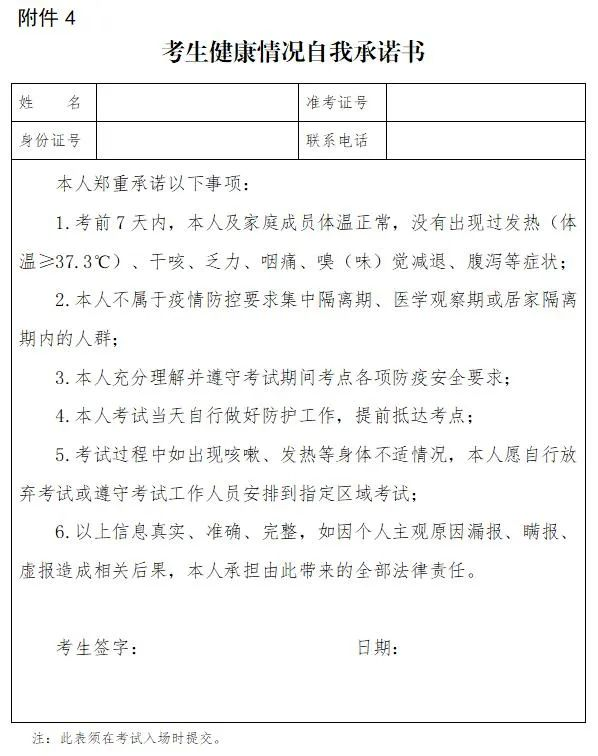 附件 4
考生健康情况自我承诺书
姓　　名
准考证号
身份证号
联系电话
本人郑重承诺以下事项：
1.考前 7 天内，本人及家庭成员体温正常，没有出现过发热（体
温≥37.3℃）、干咳、乏力、咽痛、嗅（味）觉减退、腹泻等症状；
2.本人不属于疫情防控要求集中隔离期、医学观察期或居家隔离
期内的人群；
3.本人充分理解并遵守考试期间考点各项防疫安全要求；
4.本人考试当天自行做好防护工作，提前抵达考点；
5.考试过程中如出现咳嗽、发热等身体不适情况，本人愿自行放
弃考试或遵守考试工作人员安排到指定区域考试；
6.以上信息真实、准确、完整，如因个人主观原因漏报、瞒报、
虚报造成相关后果，本人承担由此带来的全部法律责任。
考生签字：　　　　　日期：
注：此表须在考试入场时提交。